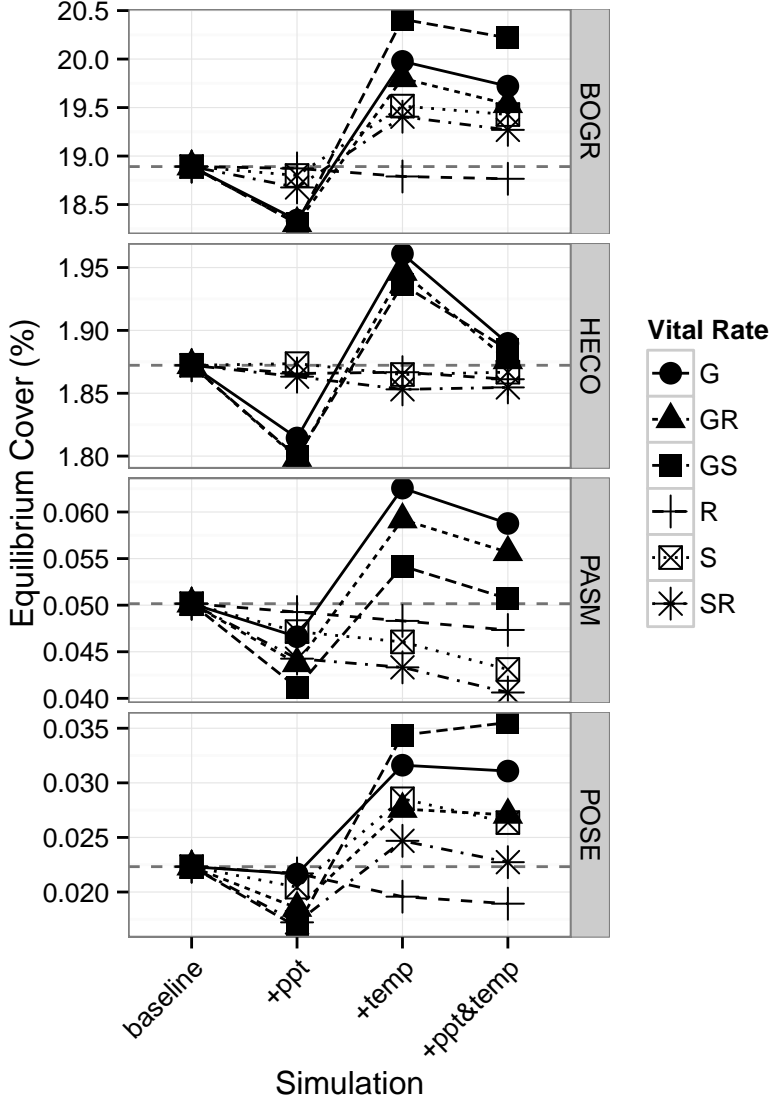 Equilibrium Cover (%)
20.5
20.0
19.5
19.0
18.5
BOGR
1.95
1.90
1.85
1.80
HECO
0.060
0.055
0.050
0.045
0.040
PASM
0.035
0.030
0.025
0.020
POSE
baseline
+ppt
+temp
+ppt&temp
Simulation
Vital Rate
G
GR
GS
R
S
SR